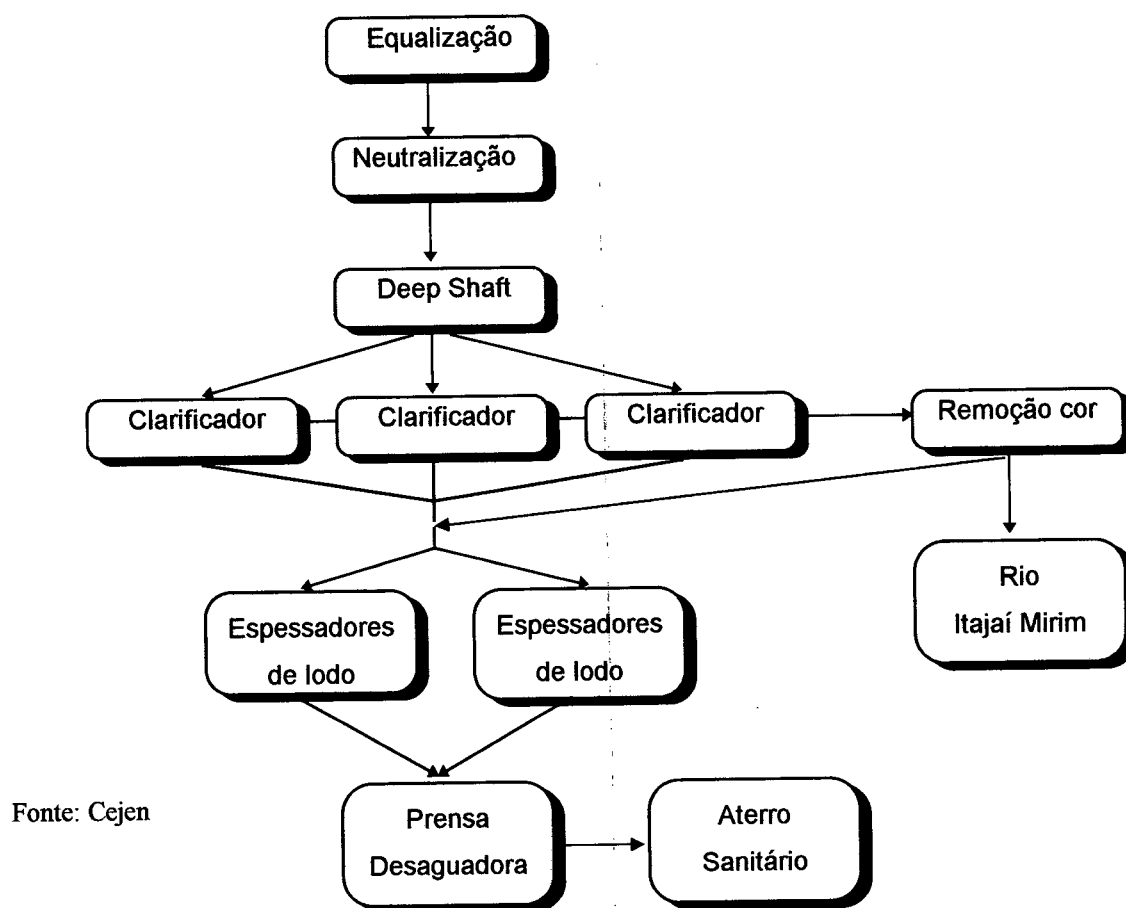 Equalização
Neutralização
Deep Shaft
Clarificador
Clarificador
Clarificador
Remoção cor
Rio
Itajaí Mirim
Espessadores
de lodo
Espessadores
de lodo
Fonte: Cejen
Prensa
Desaguadora
Aterro
Sanitário